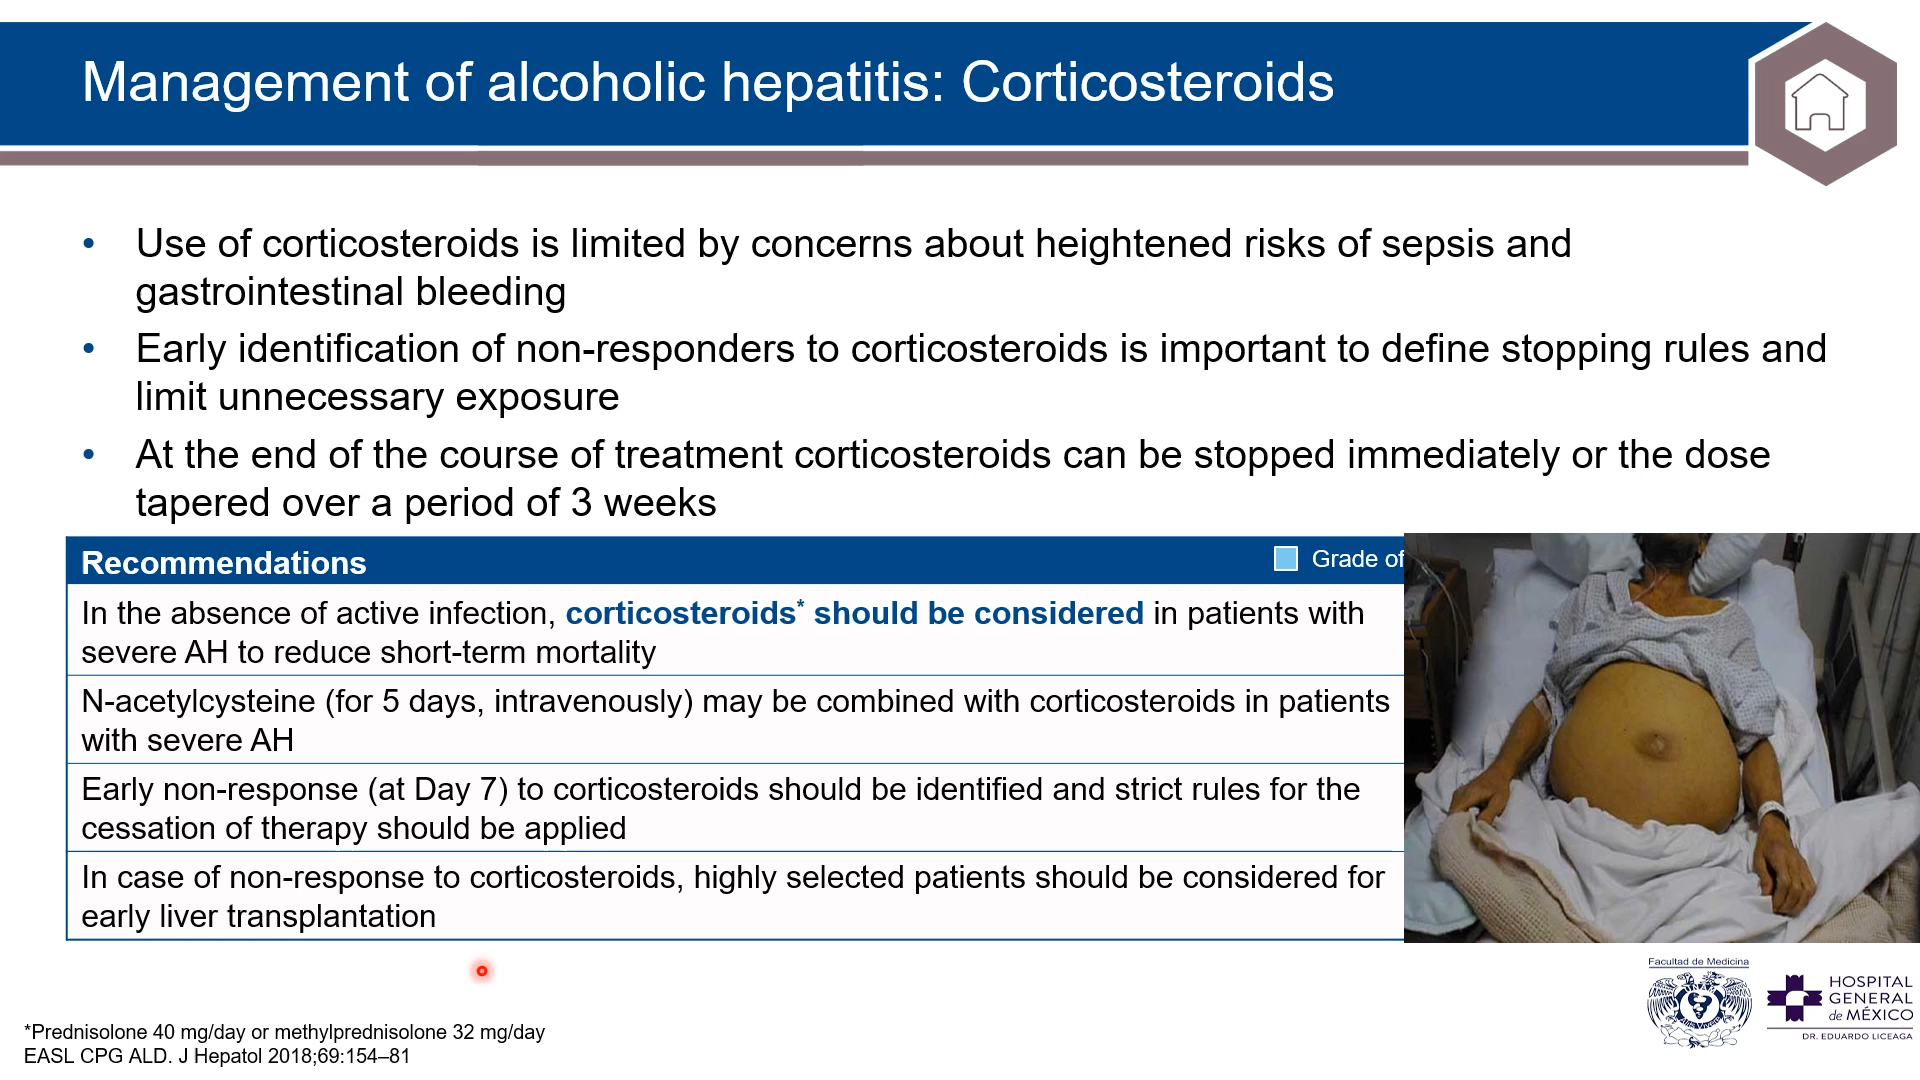 Management of alcoholic hepatitis: Corticosteroids
• Use of corticosteroids is limited by concerns about heightened risks of sepsis and
gastrointestinal bleeding
• Early identification of non-responders to corticosteroids is important to define stopping rules and
limit unnecessary exposure
• At the end of the course of treatment corticosteroids can be stopped immediately or the dose
tapered over a period of 3 weeks
Recommendations
Grade of
In the absence of active infection, corticosteroids* should be considered in patients with
severe AH to reduce short-term mortality
N-acetylcysteine (for 5 days, intravenously) may be combined with corticosteroids in patients
with severe AH
Early non-response (at Day 7) to corticosteroids should be identified and strict rules for the
cessation of therapy should be applied
In case of non-response to corticosteroids, highly selected patients should be considered for
early liver transplantation
Facultad de Medicina
HOSPITAL
GENERAL
de MÉXICO
DR. EDUARDO LICEAGA
*Prednisolone 40 mg/day or methylprednisolone 32 mg/day
EASL CPG ALD. J Hepatol 2018;69:154–81